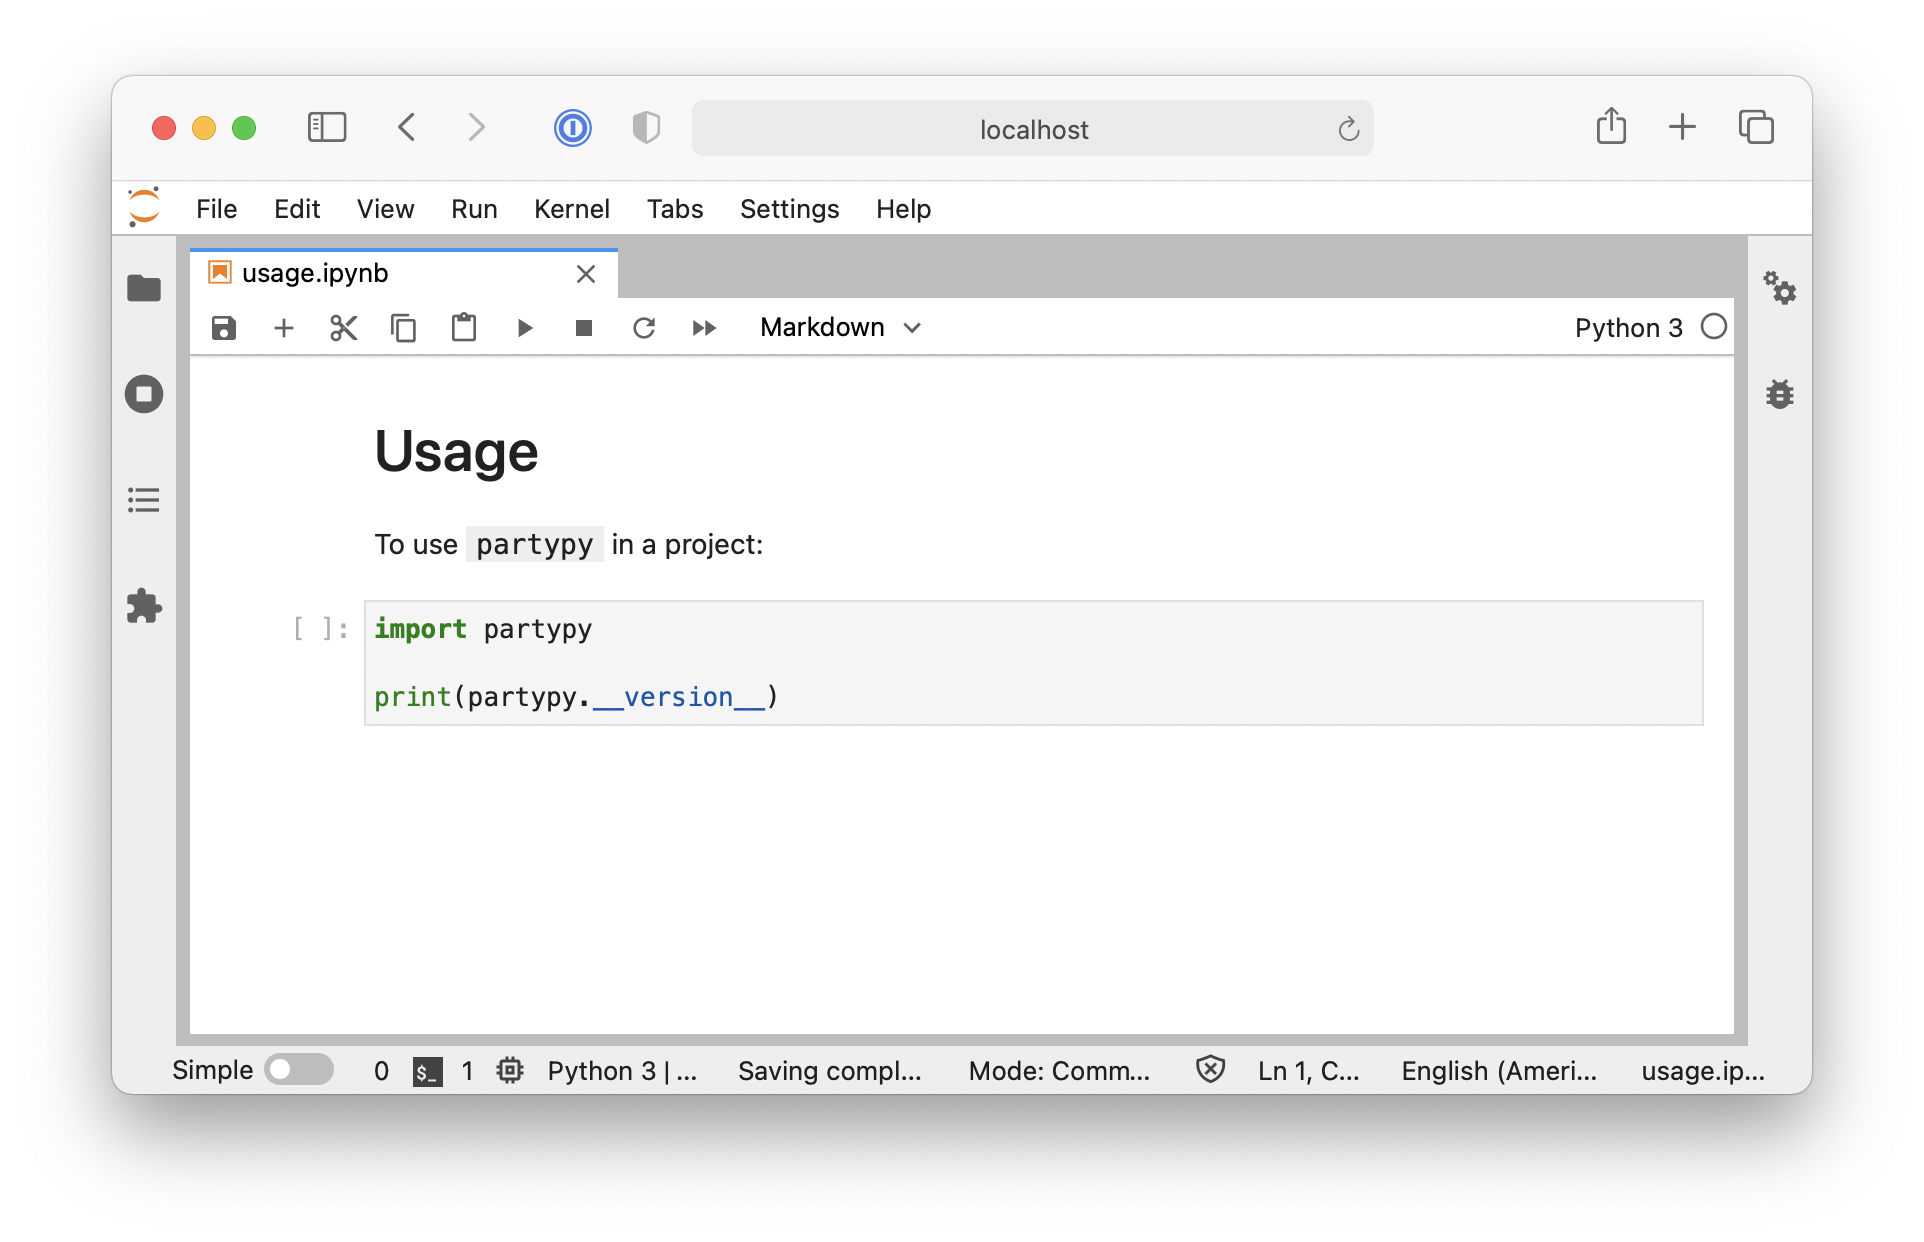 localhost
File Edit View Run Kernel Tabs Settings Help
usage.ipynb
Markdown Python 3
Usage
To use partypy in a project:
[ ]: import partypy
print(partypy.__version__)
Simple 0 $_ 1 Python 3 | ... Saving compl... Mode: Comm... Ln 1, C... English (Ameri... usage.ip...